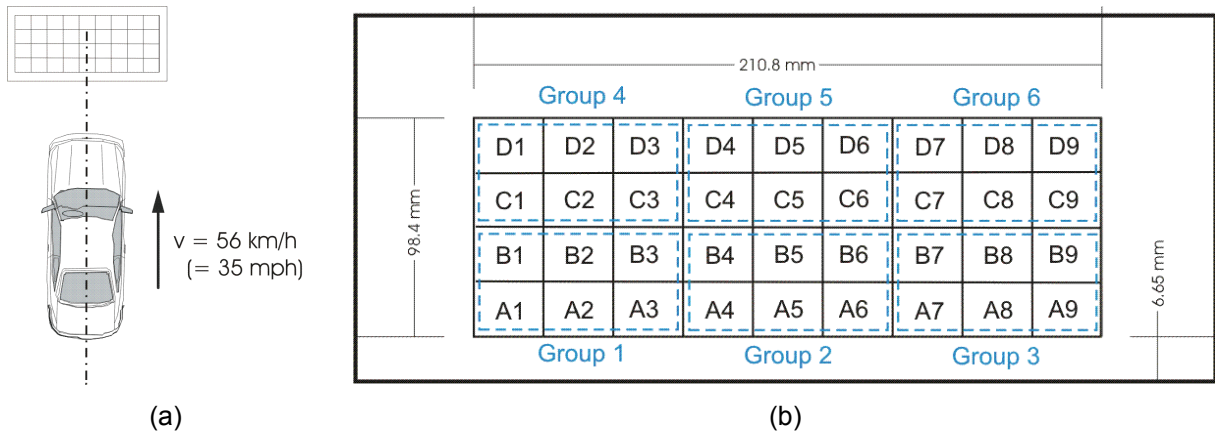 v = 56 km/h
(= 35 mph)
(a)
210.8 mm
Group 4 Group 5 Group 6
D1 D2 D3 D4 D5 D6 D7 D8 D9
C1 C2 C3 C4 C5 C6 C7 C8 C9
98.4 mm
B1 B2 B3 B4 B5 B6 B7 B8 B9
A1 A2 A3 A4 A5 A6 A7 A8 A9
6.65 mm
Group 1 Group 2 Group 3
(b)